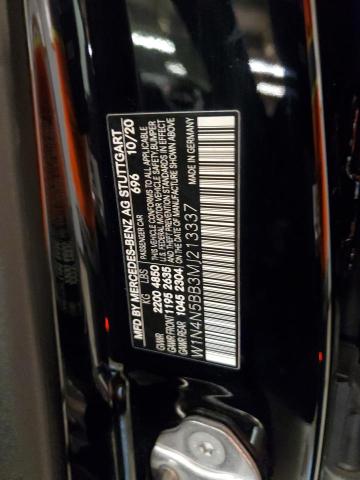 MFD BY MERCEDES-BENZ AG STUTTGART
696 10/20
KG LBS PASSENGER CAR
GVWR 2200 4850 THIS VEHICLE CONFORMS TO ALL APPLICABLE
GAWR FRONT 1195 2635 U.S. FEDERAL MOTOR VEHICLE SAFETY/BUMPER
GAWR REAR 1045 2304 THEFT PREVENTION STANDARDS IN EFFECT
ON THE DATE OF MANUFACTURE SHOWN ABOVE
MADE IN GERMANY
W1N4N5BB3MJ213337